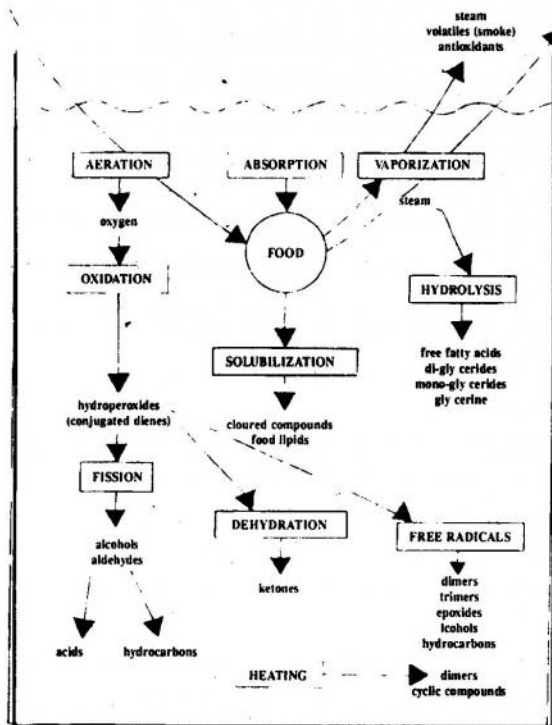 steam
volatiles (smoke)
antioxidants
AERATION
ABSORPTION
VAPORIZATION
oxygen
steam
FOOD
OXIDATION
HYDROLYSIS
SOLUBILIZATION
free fatty acids
di-gly cerides
mono-gly cerides
gly cerine
hydroperoxides
(conjugated dienes)
cloured compounds
food lipids
FISSION
DEHYDRATION
FREE RADICALS
alcohols
aldehydes
ketones
dimers
trimers
epoxides
lcohols
hydrocarbons
acids
hydrocarbons
HEATING
dimers
cyclic compounds